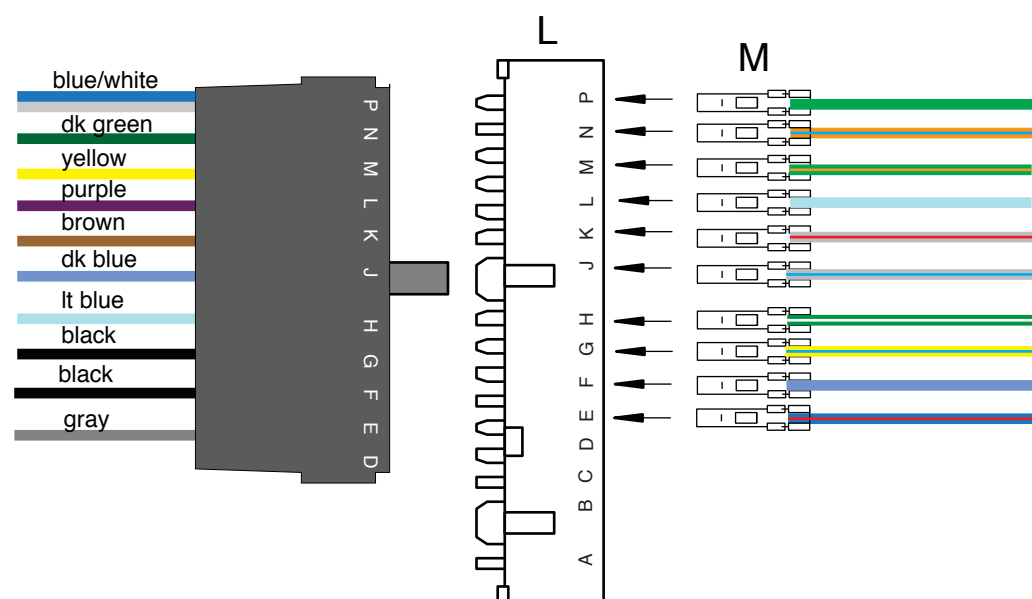 L
M
blue/white
dk green
yellow
purple
brown
dk blue
lt blue
black
black
gray
P
N
M
L
K
J
H
G
F
E
D
P
N
M
L
K
J
H
G
F
E
D
C
B
A